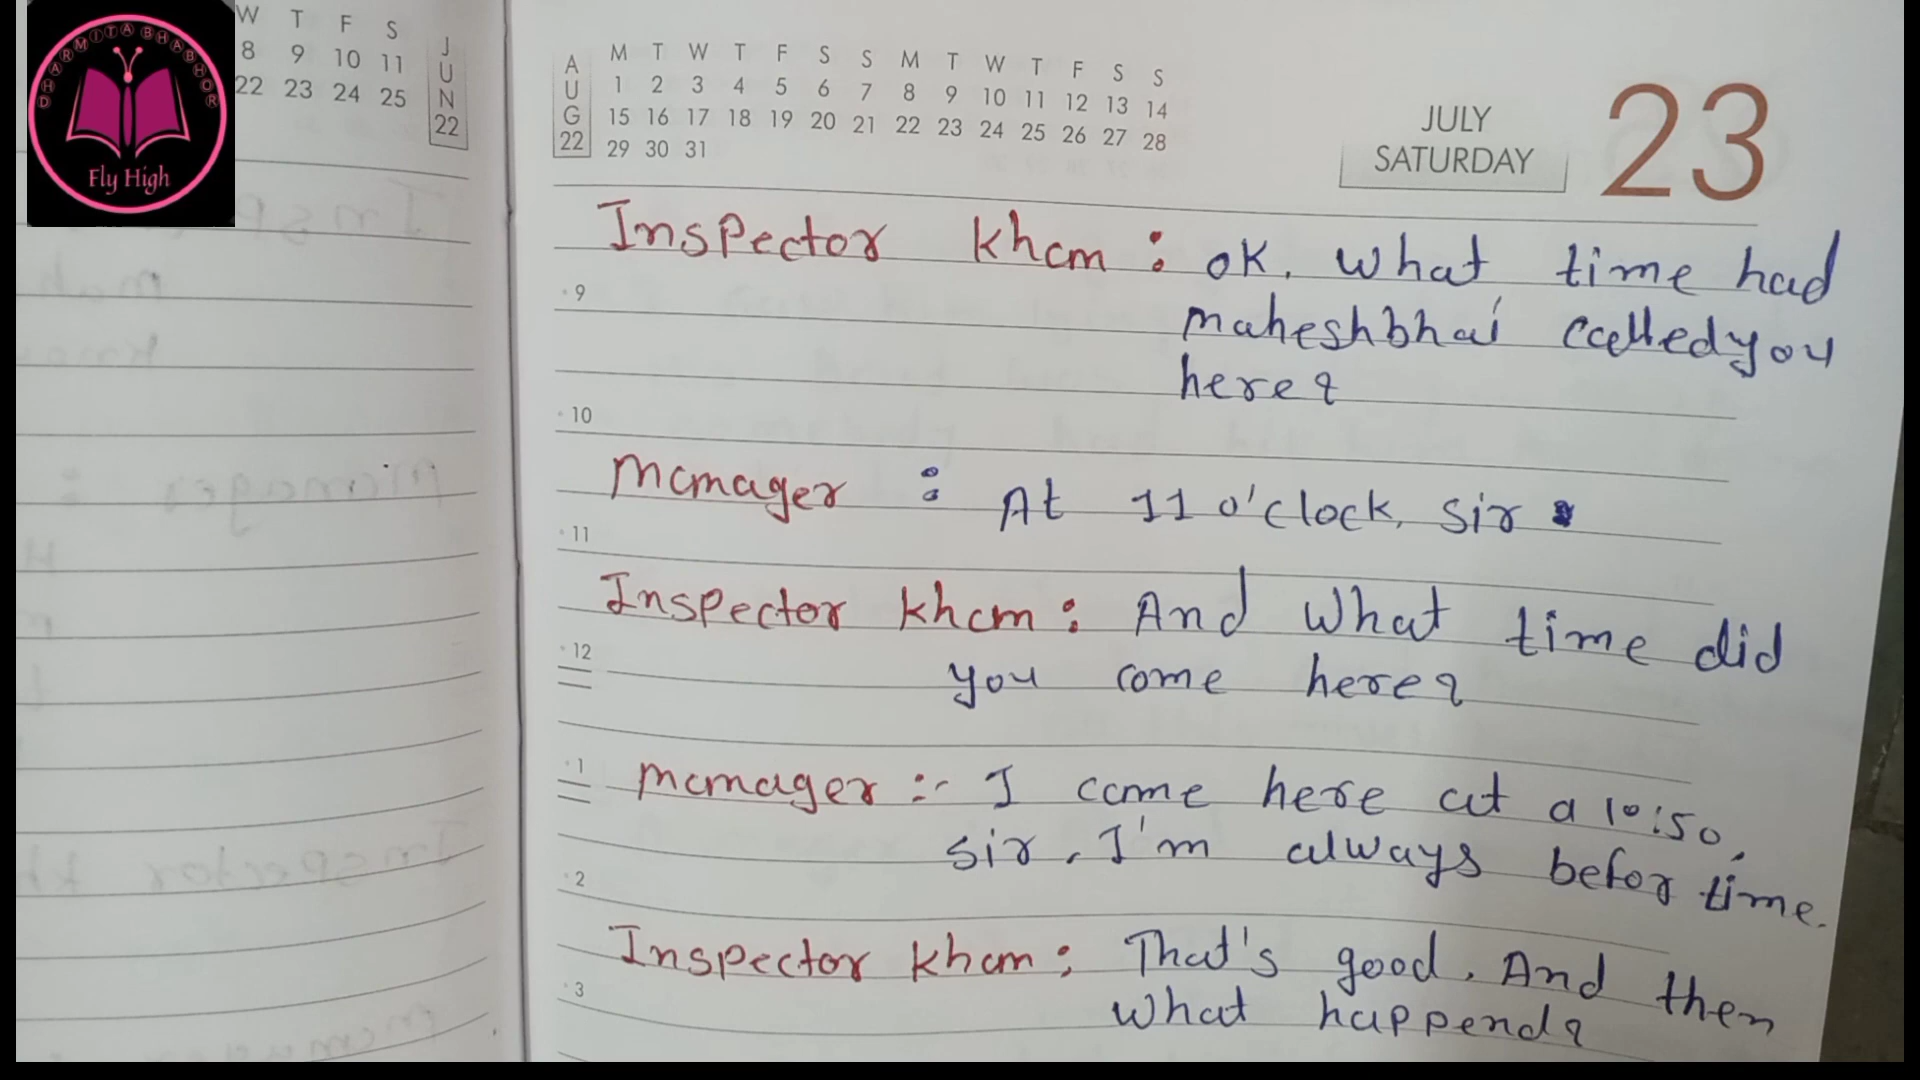 DHARMITA BHABHOR
Fly High
W T F S
8 9 10 11
22 23 24 25
JUN
22
AUG
22
M T W T F S S M T W T F S S
1 2 3 4 5 6 7 8 9 10 11 12 13 14
15 16 17 18 19 20 21 22 23 24 25 26 27 28
29 30 31
JULY
SATURDAY
23
Inspector khan : OK. What time had
9
maheshbhai called you
here?
10
Manager : At 11 o'clock, sir.
11
Inspector khan : And What time did
12
you come here?
1
manager :- I came here at a 10:50,
sir, I'm always befor time.
2
Inspector khan : That's good. And then
3
What happend?